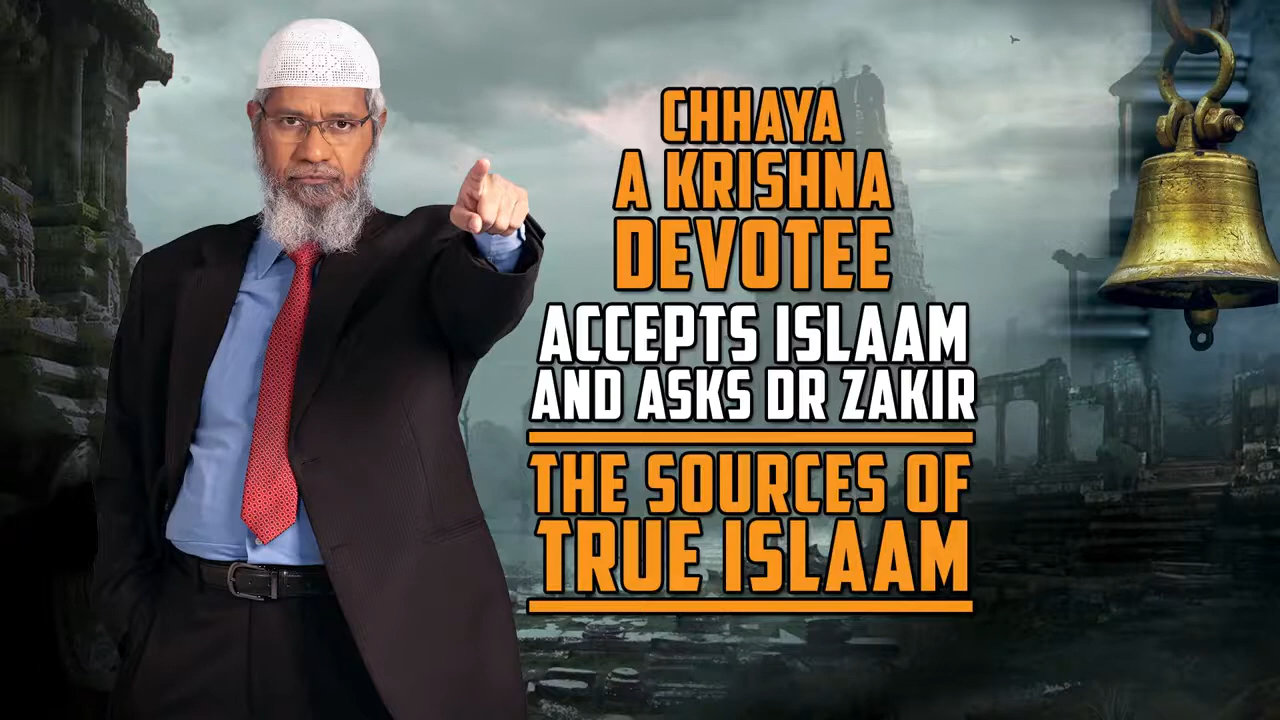 CHHAYA
A KRISHNA
DEVOTEE
ACCEPTS ISLAAM
AND ASKS DR ZAKIR
THE SOURCES OF
TRUE ISLAAM